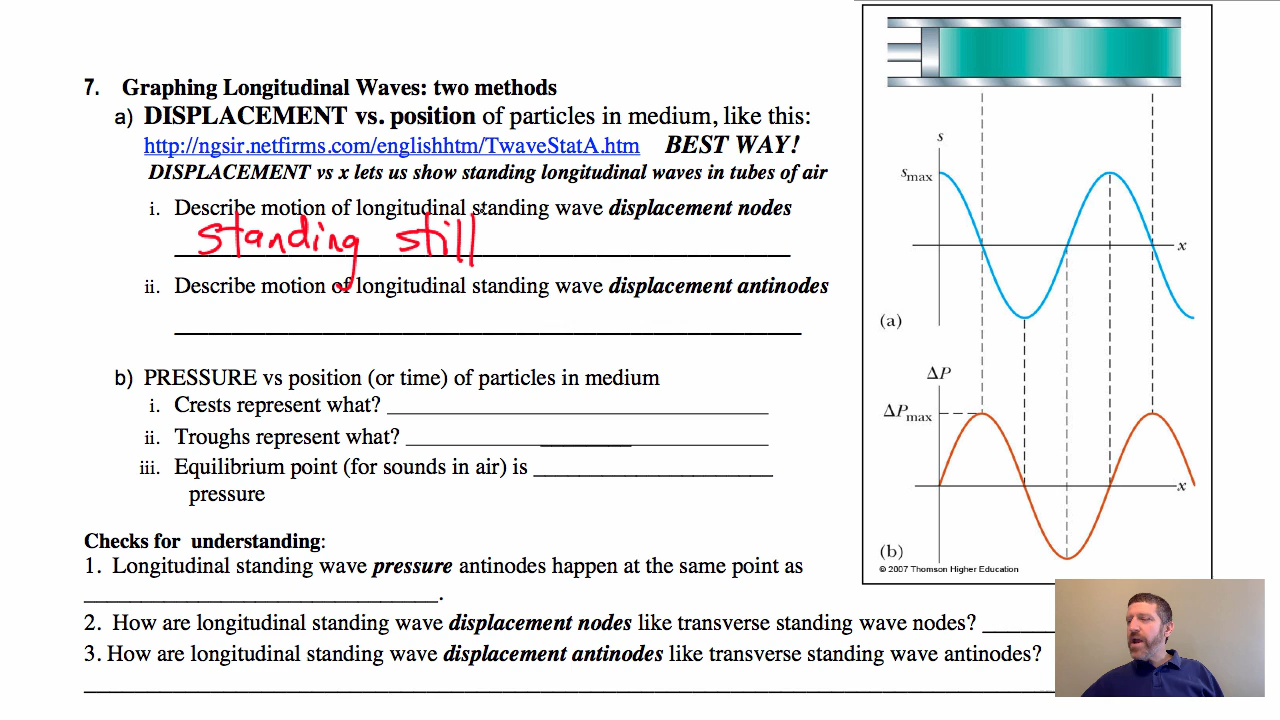 7. Graphing Longitudinal Waves: two methods
a) DISPLACEMENT vs. position of particles in medium, like this:
http://ngsir.netfirms.com/englishhtm/TwaveStatA.htm BEST WAY!
DISPLACEMENT vs x lets us show standing longitudinal waves in tubes of air
i. Describe motion of longitudinal standing wave displacement nodes
standing still
ii. Describe motion of longitudinal standing wave displacement antinodes
b) PRESSURE vs position (or time) of particles in medium
i. Crests represent what?
ii. Troughs represent what?
iii. Equilibrium point (for sounds in air) is
pressure
Checks for understanding:
1. Longitudinal standing wave pressure antinodes happen at the same point as
.
2. How are longitudinal standing wave displacement nodes like transverse standing wave nodes?
3. How are longitudinal standing wave displacement antinodes like transverse standing wave antinodes?
s
smax
x
(a)
ΔP
ΔPmax
x
(b)
© 2007 Thomson Higher Education